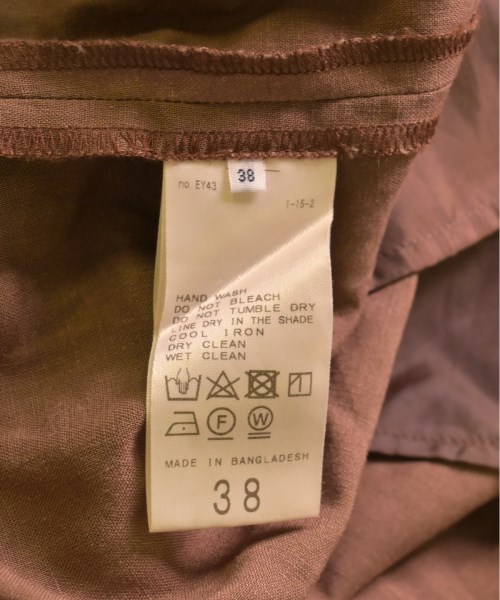 38
no. EY43
1-15-2
HAND WASH
DO NOT BLEACH
DO NOT TUMBLE DRY
LINE DRY IN THE SHADE
COOL IRON
DRY CLEAN
WET CLEAN
F W
MADE IN BANGLADESH
38